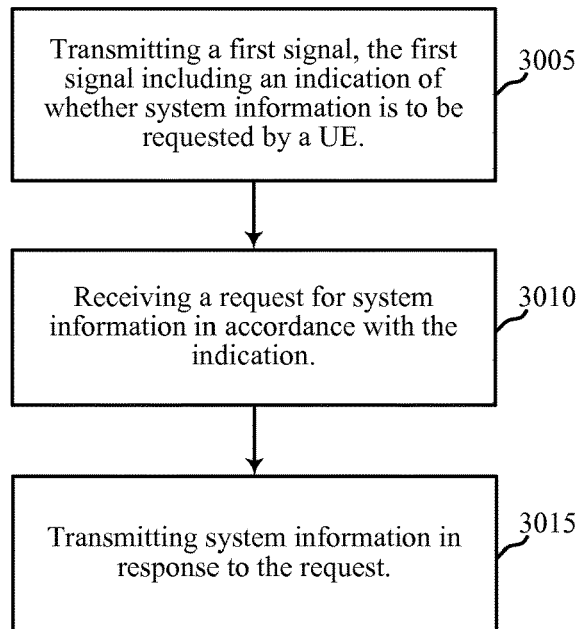 Transmitting a first signal, the first
signal including an indication of
whether system information is to be
requested by a UE.
3005
Receiving a request for system
information in accordance with the
indication.
3010
Transmitting system information in
response to the request.
3015